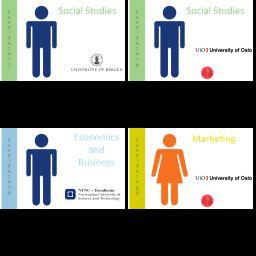 Social Studies
UNIVERSITY OF BERGEN
Social Studies
UiO University of Oslo
Economics
and
Business
NTNU – Trondheim
Norwegian University of
Science and Technology
Marketing
UiO University of Oslo